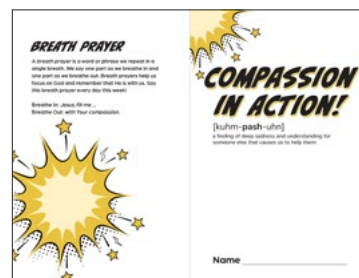 BREATH PRAYER
A breath prayer is a word or phrase we repeat in a
single breath. We say one part as we breathe in and
one part as we breathe out. Breath prayers help us
focus on God and remember that He is with us. Say
this breath prayer every day this week!
Breathe In: Jesus, fill me ...
Breathe Out: with Your compassion.
COMPASSION
IN ACTION!
[kuhm-pash-uhn]
a feeling of deep sadness and understanding for
someone else that causes us to help them
Name